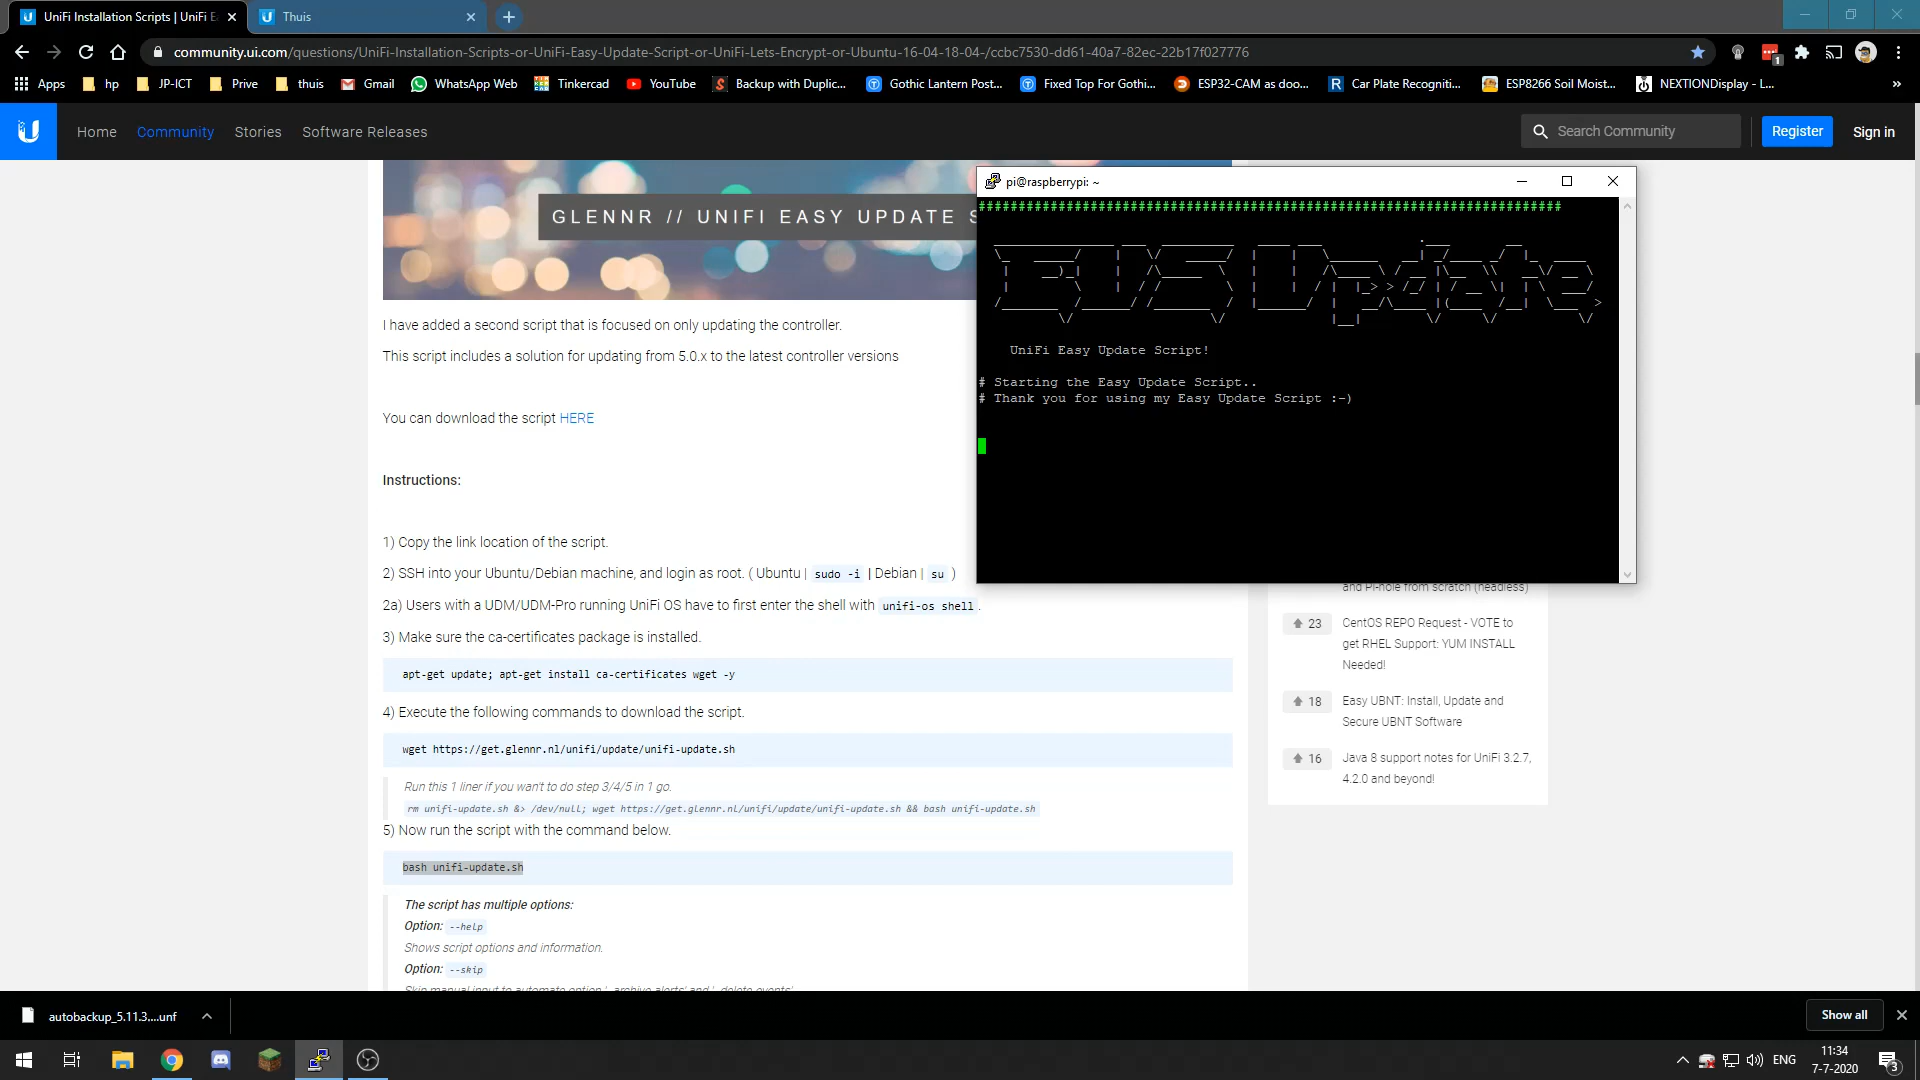 UniFi Installation Scripts | UniFi E
Thuis
community.ui.com/questions/UniFi-Installation-Scripts-or-UniFi-Easy-Update-Script-or-UniFi-Lets-Encrypt-or-Ubuntu-16-04-18-04-/ccbc7530-dd61-40a7-82ec-22b17f027776
1
Apps
hp
JP-ICT
Prive
thuis
Gmail
WhatsApp Web
Tinkercad
YouTube
Backup with Duplic...
Gothic Lantern Post...
Fixed Top For Gothi...
ESP32-CAM as doo...
Car Plate Recogniti...
ESP8266 Soil Moist...
NEXTIONDisplay - L...
»
Home
Community
Stories
Software Releases
Search Community
Register
Sign in
GLENNR // UNIFI EASY UPDATE S
I have added a second script that is focused on only updating the controller.
This script includes a solution for updating from 5.0.x to the latest controller versions
You can download the script HERE
Instructions:
1) Copy the link location of the script.
2) SSH into your Ubuntu/Debian machine, and login as root. ( Ubuntu | sudo -i | Debian | su )
2a) Users with a UDM/UDM-Pro running UniFi OS have to first enter the shell with unifi-os shell.
3) Make sure the ca-certificates package is installed.
apt-get update; apt-get install ca-certificates wget -y
4) Execute the following commands to download the script.
wget https://get.glennr.nl/unifi/update/unifi-update.sh
Run this 1 liner if you wan't to do step 3/4/5 in 1 go.
rm unifi-update.sh &> /dev/null; wget https://get.glennr.nl/unifi/update/unifi-update.sh && bash unifi-update.sh
5) Now run the script with the command below.
bash unifi-update.sh
The script has multiple options:
Option: --help
Shows script options and information.
Option: --skip
Skip manual input to automate option ', archive alerts' and ', delete events'
pi@raspberrypi: ~
#########################################################################
EUS Update
UniFi Easy Update Script!
# Starting the Easy Update Script..
# Thank you for using my Easy Update Script :-)
and Pi-hole from scratch (headless)
23
CentOS REPO Request - VOTE to
get RHEL Support: YUM INSTALL
Needed!
18
Easy UBNT: Install, Update and
Secure UBNT Software
16
Java 8 support notes for UniFi 3.2.7,
4.2.0 and beyond!
autobackup_5.11.3....unf
Show all
ENG
11:34
7-7-2020
3